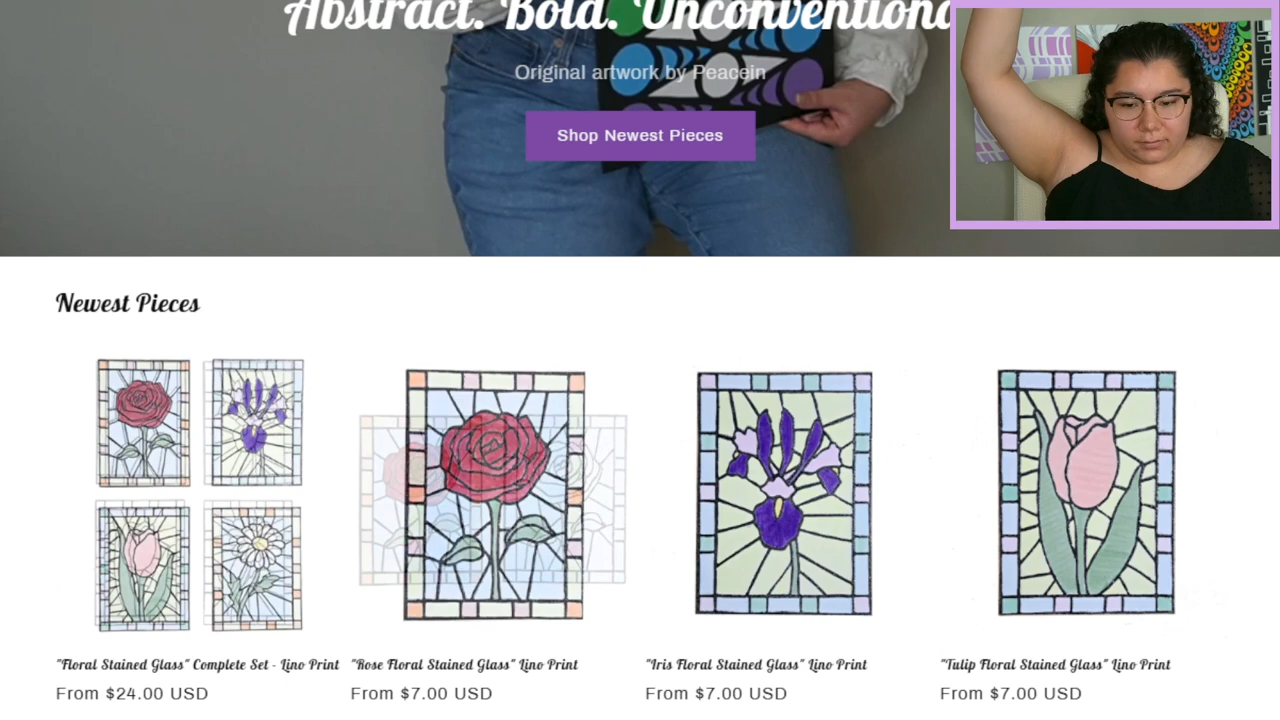 Abstract. Bold. Unconventional
Original artwork by Peacein
Shop Newest Pieces
Newest Pieces
"Floral Stained Glass" Complete Set - Lino Print
"Rose Floral Stained Glass" Lino Print
"Iris Floral Stained Glass" Lino Print
"Tulip Floral Stained Glass" Lino Print
From $24.00 USD
From $7.00 USD
From $7.00 USD
From $7.00 USD